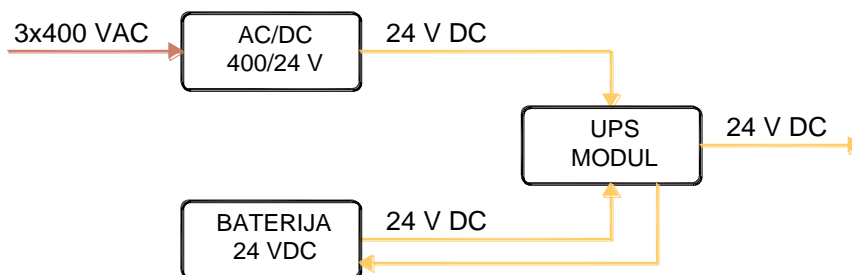 3x400 VAC
AC/DC
400/24 V
24 V DC
UPS
MODUL
24 V DC
BATERIJA
24 VDC
24 V DC